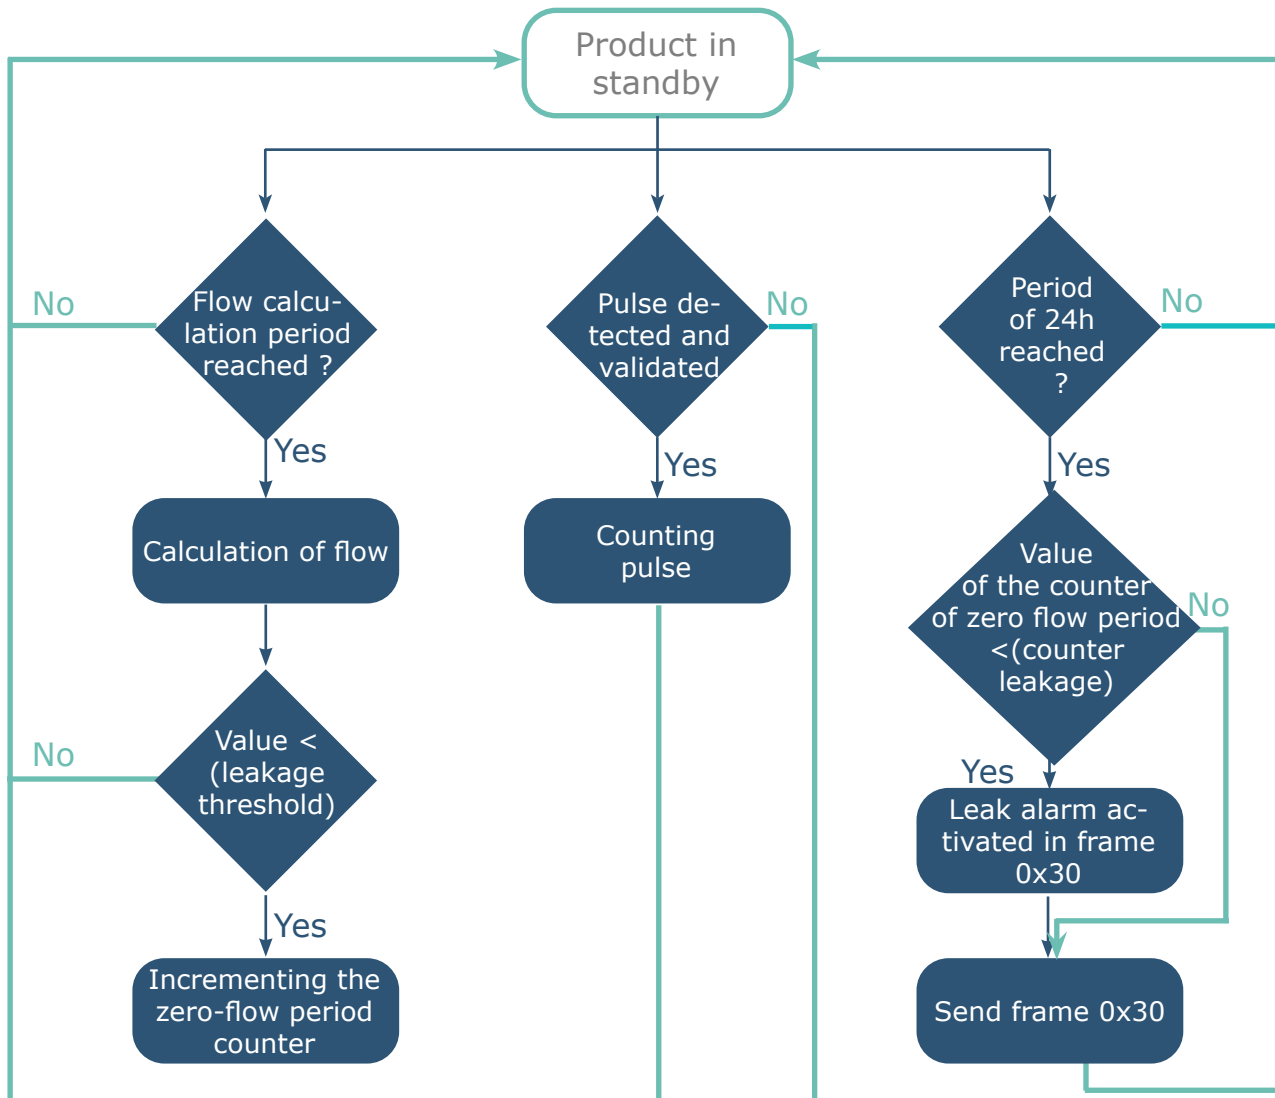 Product in
standby
No
Flow calcu-
lation period
reached ?
Yes
Calculation of flow
No
Value <
(leakage
threshold)
Yes
Incrementing the
zero-flow period
counter
Pulse de-
tected and
validated
No
Yes
Counting
pulse
Period
of 24h
reached
?
No
Yes
Value
of the counter
of zero flow period
<(counter
leakage)
No
Yes
Leak alarm ac-
tivated in frame
0x30
Send frame 0x30